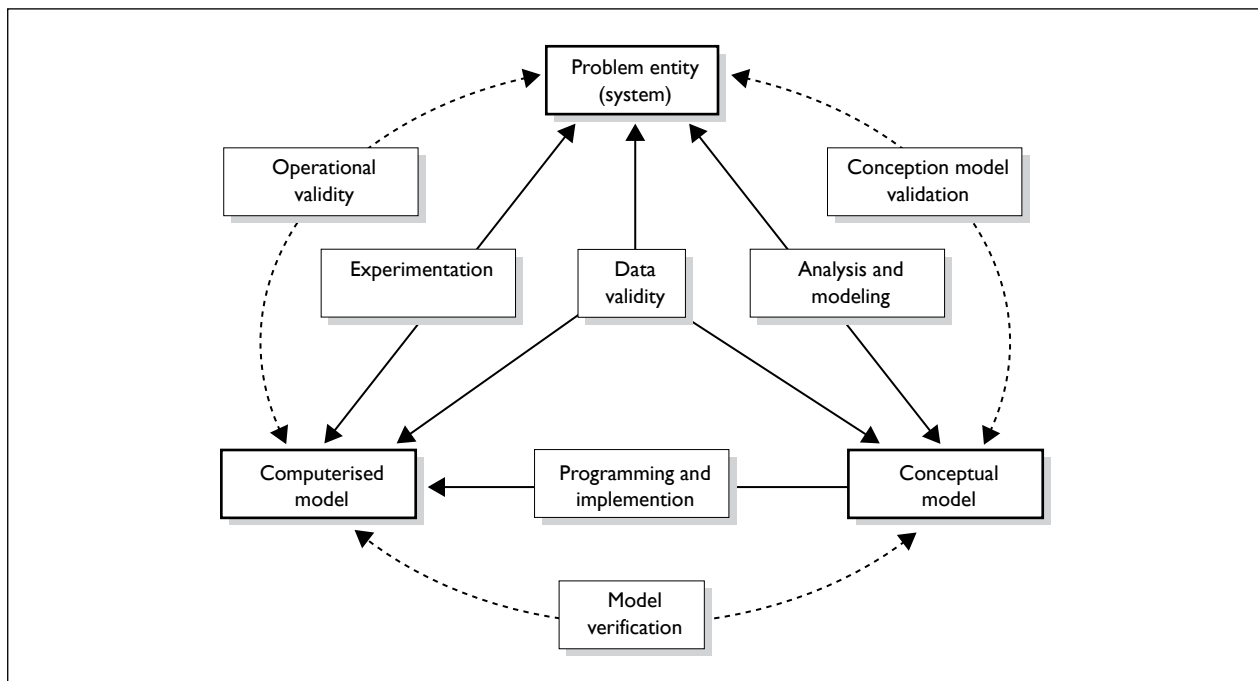 Problem entity
(system)
Operational
validity
Conception model
validation
Experimentation
Data
validity
Analysis and
modeling
Computerised
model
Programming and
implemention
Conceptual
model
Model
verification